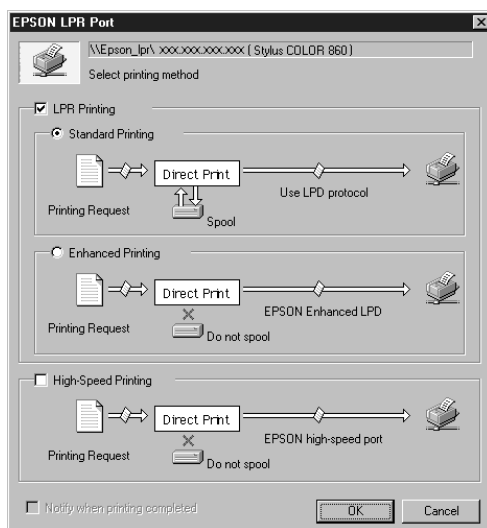 EPSON LPR Port
\\Epson_lpr\ xxx.xxx.xxx.xxx ( Stylus COLOR 860 )
Select printing method
LPR Printing
Standard Printing
Direct Print
Use LPD protocol
Printing Request
Spool
Enhanced Printing
Direct Print
EPSON Enhanced LPD
Printing Request
Do not spool
High-Speed Printing
Direct Print
EPSON high-speed port
Printing Request
Do not spool
Notify when printing completed
OK
Cancel